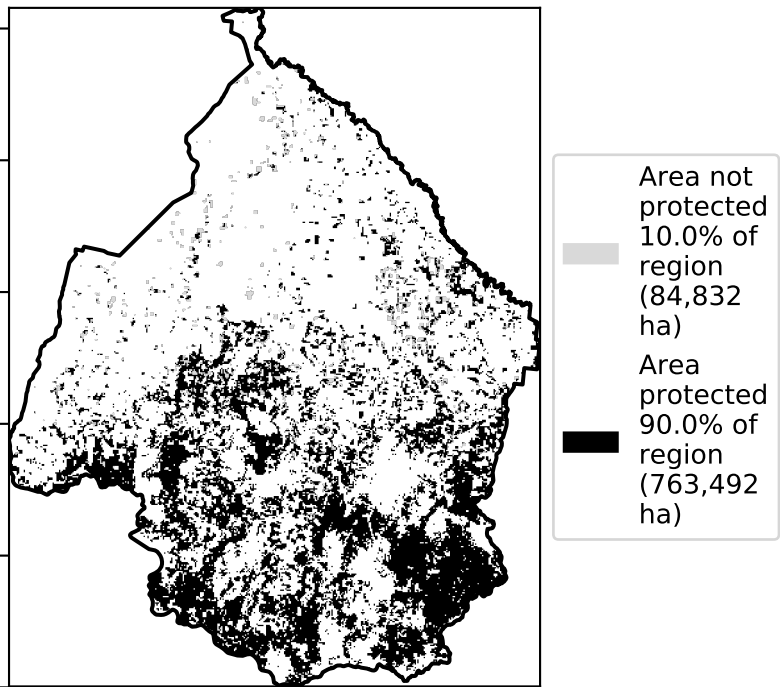 Area not
protected
10.0% of
region
(84,832
ha)
Area
protected
90.0% of
region
(763,492
ha)